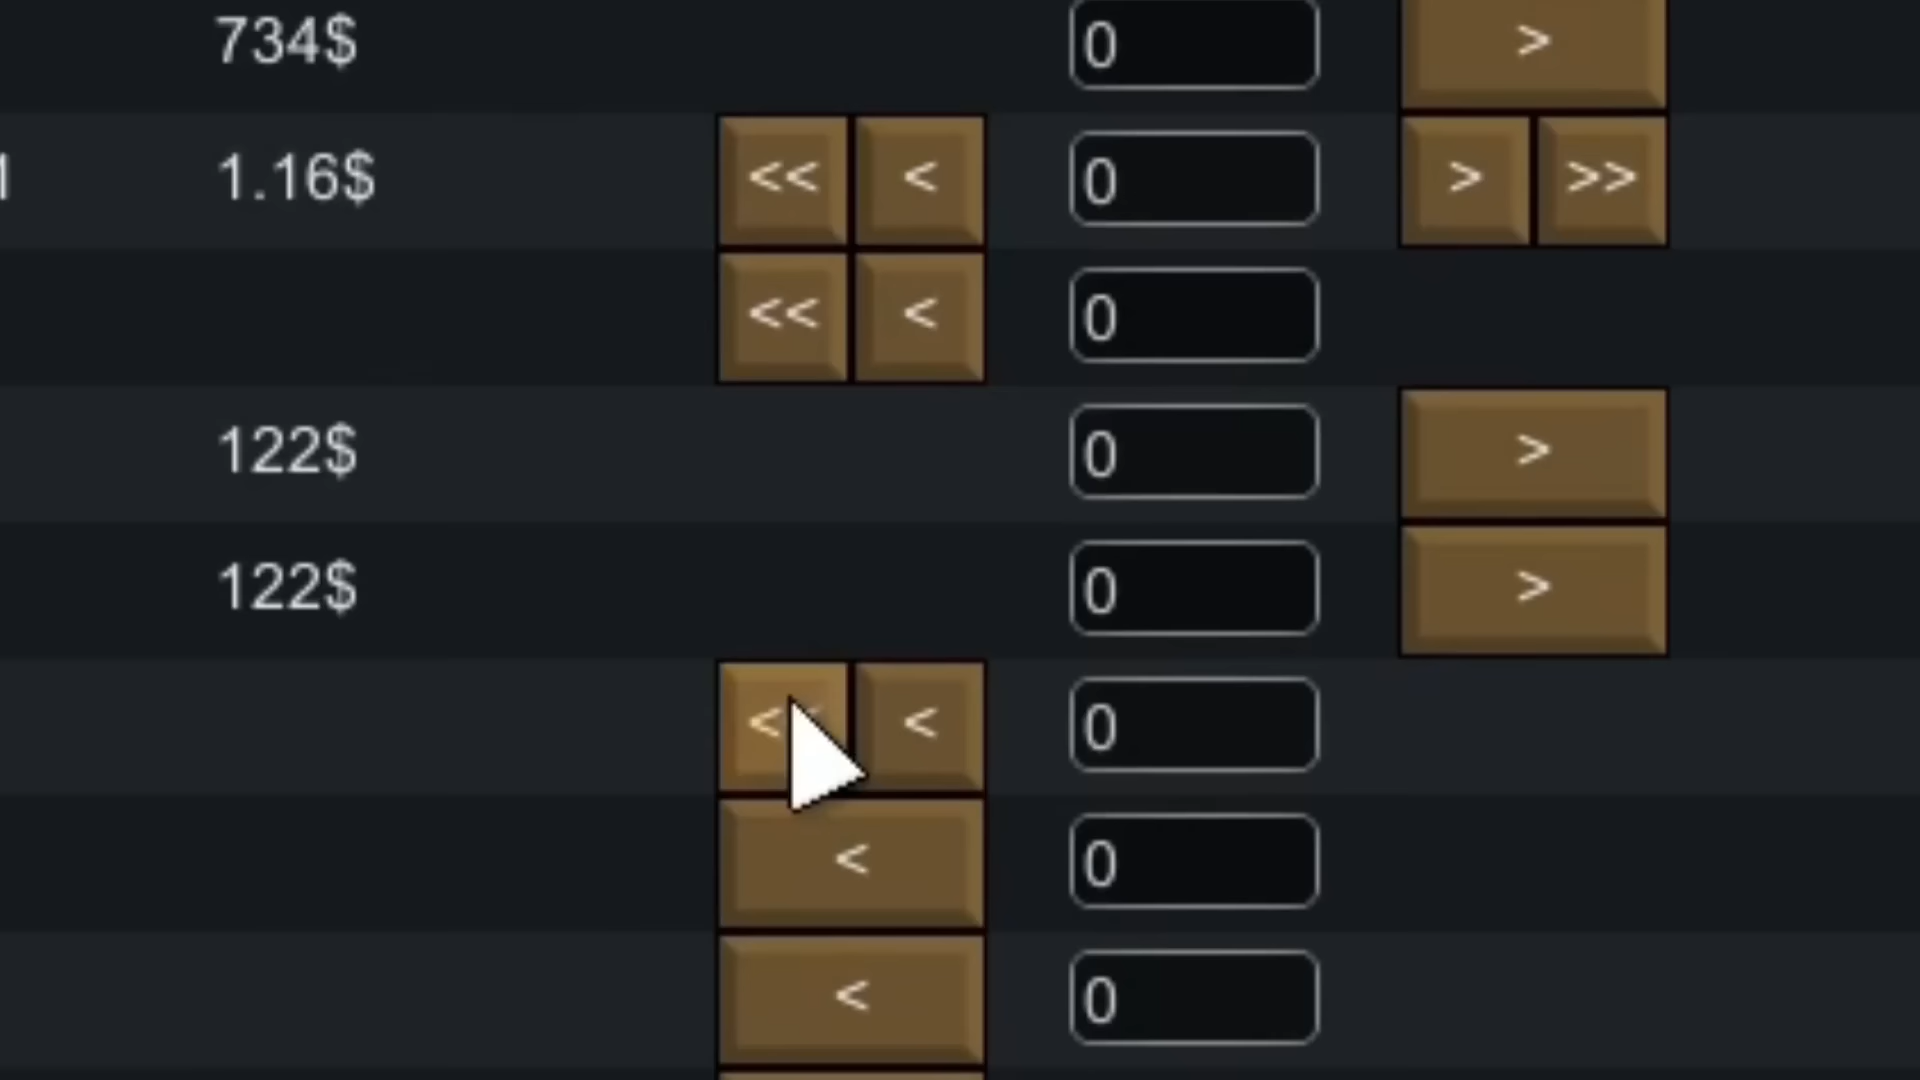 734$ 0 >
1.16$ << < 0 > >>
<< < 0
122$ 0 >
122$ 0 >
< 0
< 0
< 0